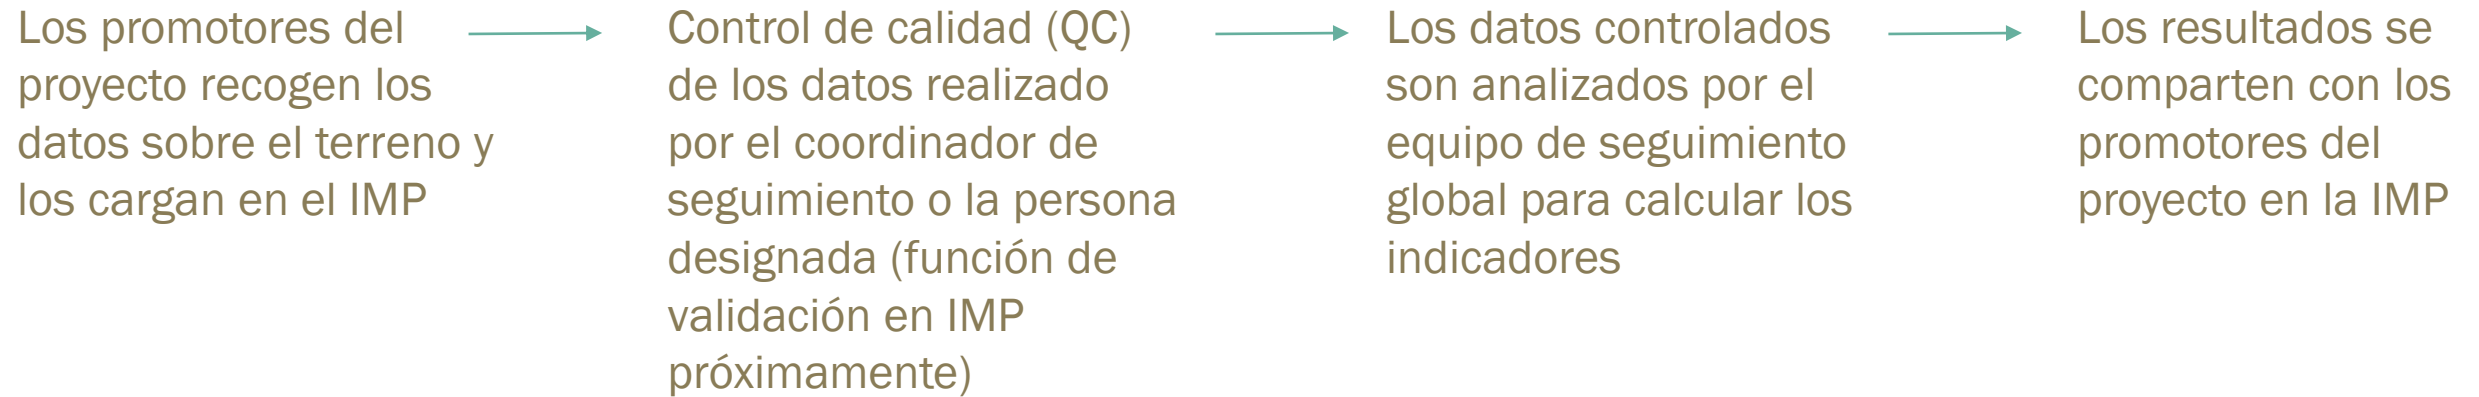 Los promotores del
proyecto recogen los
datos sobre el terreno y
los cargan en el IMP
Control de calidad (QC)
de los datos realizado
por el coordinador de
seguimiento o la persona
designada (función de
validación en IMP
próximamente)
Los datos controlados
son analizados por el
equipo de seguimiento
global para calcular los
indicadores
Los resultados se
comparten con los
promotores del
proyecto en la IMP